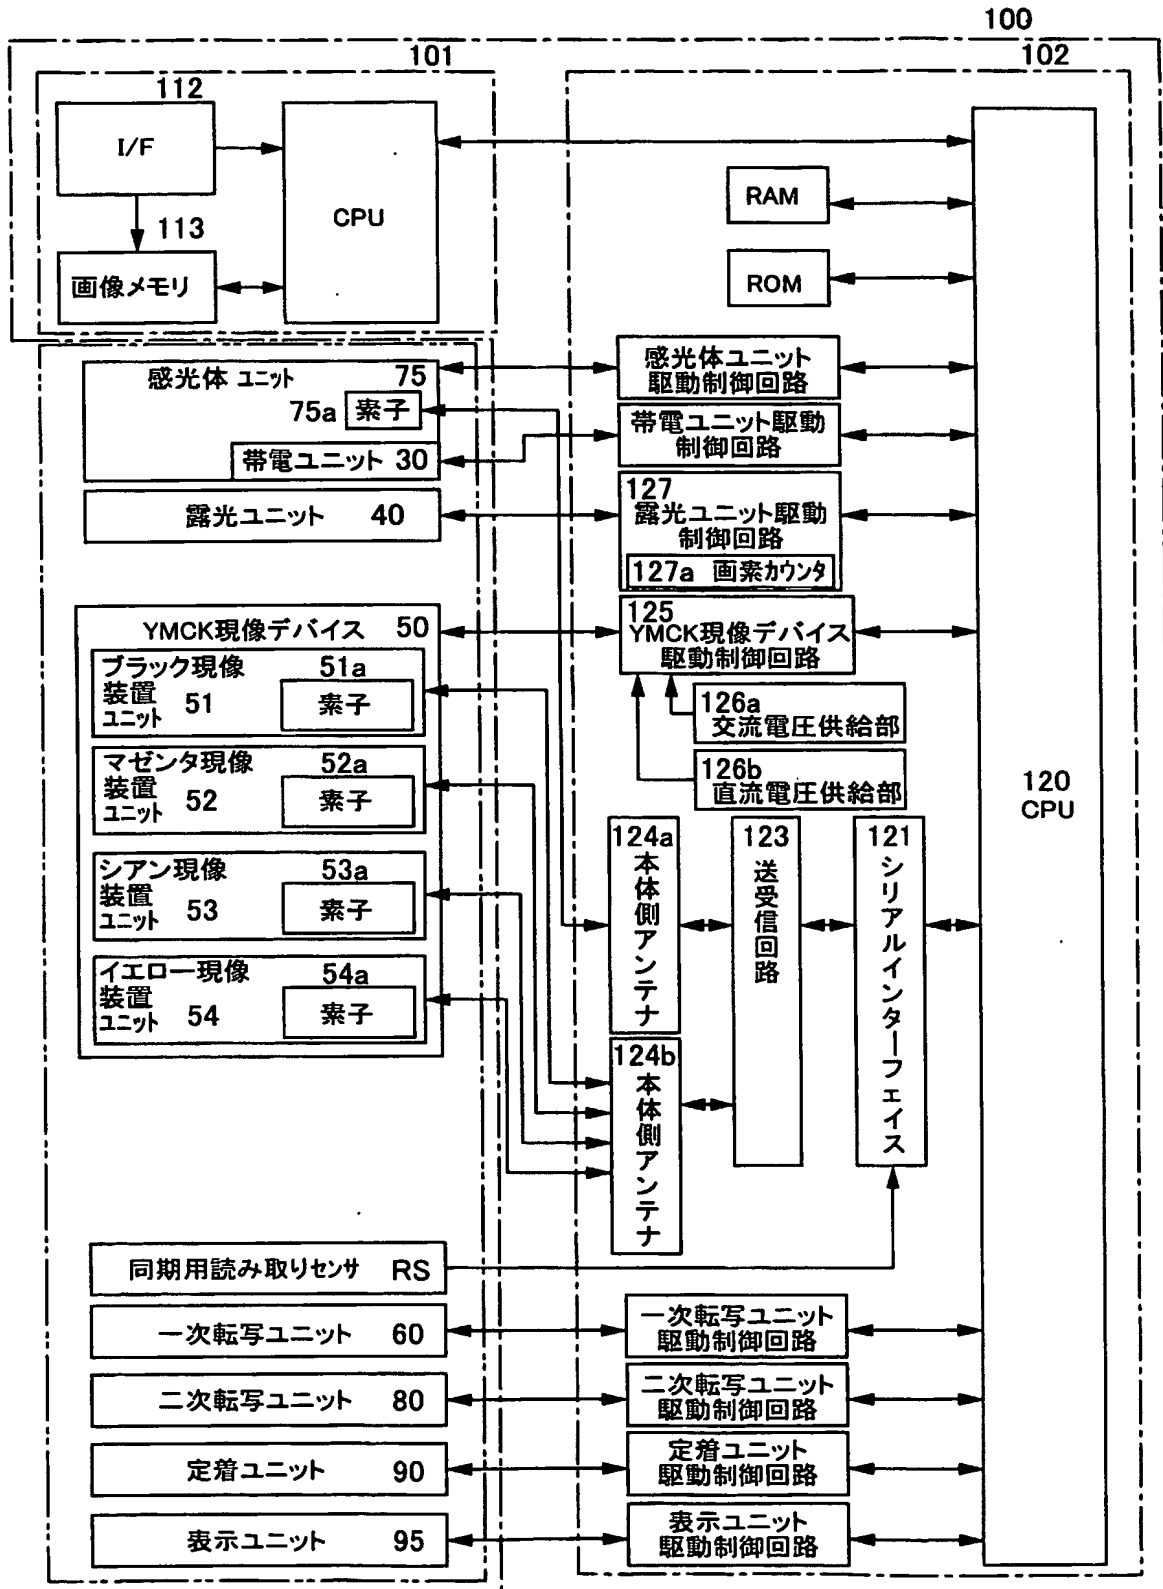 100
101
102
112
I/F
CPU
113
画像メモリ
RAM
ROM
感光体 ユニット 75
75a 素子
帯電ユニット 30
露光ユニット 40
感光体ユニット
駆動制御回路
帯電ユニット駆動
制御回路
127
露光ユニット駆動
制御回路
127a 画素カウンタ
YMCK現像デバイス 50
ブラック現像
装置
ユニット 51
51a
素子
マゼンタ現像
装置
ユニット 52
52a
素子
シアン現像
装置
ユニット 53
53a
素子
イエロー現像
装置
ユニット 54
54a
素子
125
YMCK現像デバイス
駆動制御回路
126a
交流電圧供給部
126b
直流電圧供給部
120
CPU
124a
本体側アンテナ
123
送受信回路
121
シリアルインターフェイス
124b
本体側アンテナ
同期用読み取りセンサ RS
一次転写ユニット 60
一次転写ユニット
駆動制御回路
二次転写ユニット 80
二次転写ユニット
駆動制御回路
定着ユニット 90
定着ユニット
駆動制御回路
表示ユニット 95
表示ユニット
駆動制御回路